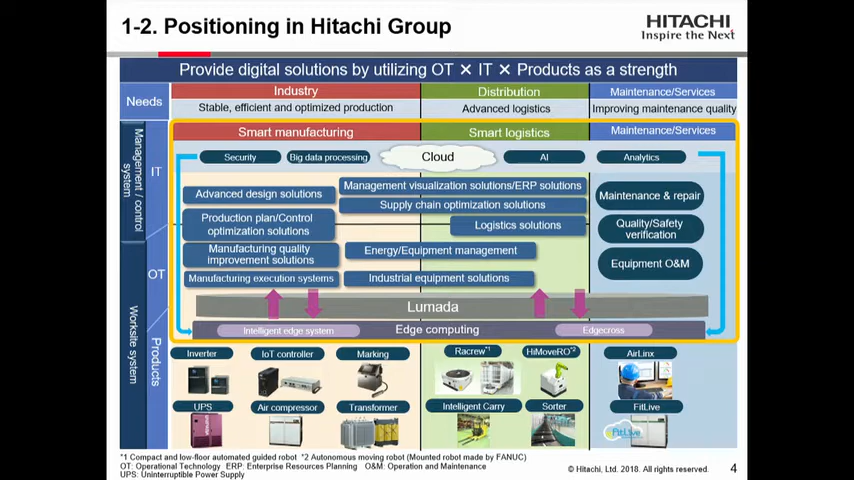 1-2. Positioning in Hitachi Group
HITACHI
Inspire the Next
Provide digital solutions by utilizing OT × IT × Products as a strength
Needs
Industry
Distribution
Maintenance/Services
Stable, efficient and optimized production
Advanced logistics
Improving maintenance quality
Management / control system
Worksite system
IT
OT
Products
Smart manufacturing
Smart logistics
Maintenance/Services
Security
Big data processing
Cloud
AI
Analytics
Advanced design solutions
Management visualization solutions/ERP solutions
Supply chain optimization solutions
Production plan/Control
optimization solutions
Logistics solutions
Manufacturing quality
improvement solutions
Energy/Equipment management
Manufacturing execution systems
Industrial equipment solutions
Maintenance & repair
Quality/Safety
verification
Equipment O&M
Lumada
Intelligent edge system
Edge computing
Edgecross
Inverter
IoT controller
Marking
Racrew*1
HiMoveRO*2
AirLinx
UPS
Air compressor
Transformer
Intelligent Carry
Sorter
FitLive
FitLive
*1 Compact and low-floor automated guided robot *2 Autonomous moving robot (Mounted robot made by FANUC)
OT: Operational Technology ERP: Enterprise Resources Planning O&M: Operation and Maintenance
UPS: Uninterruptible Power Supply
© Hitachi, Ltd. 2018. All rights reserved.
4